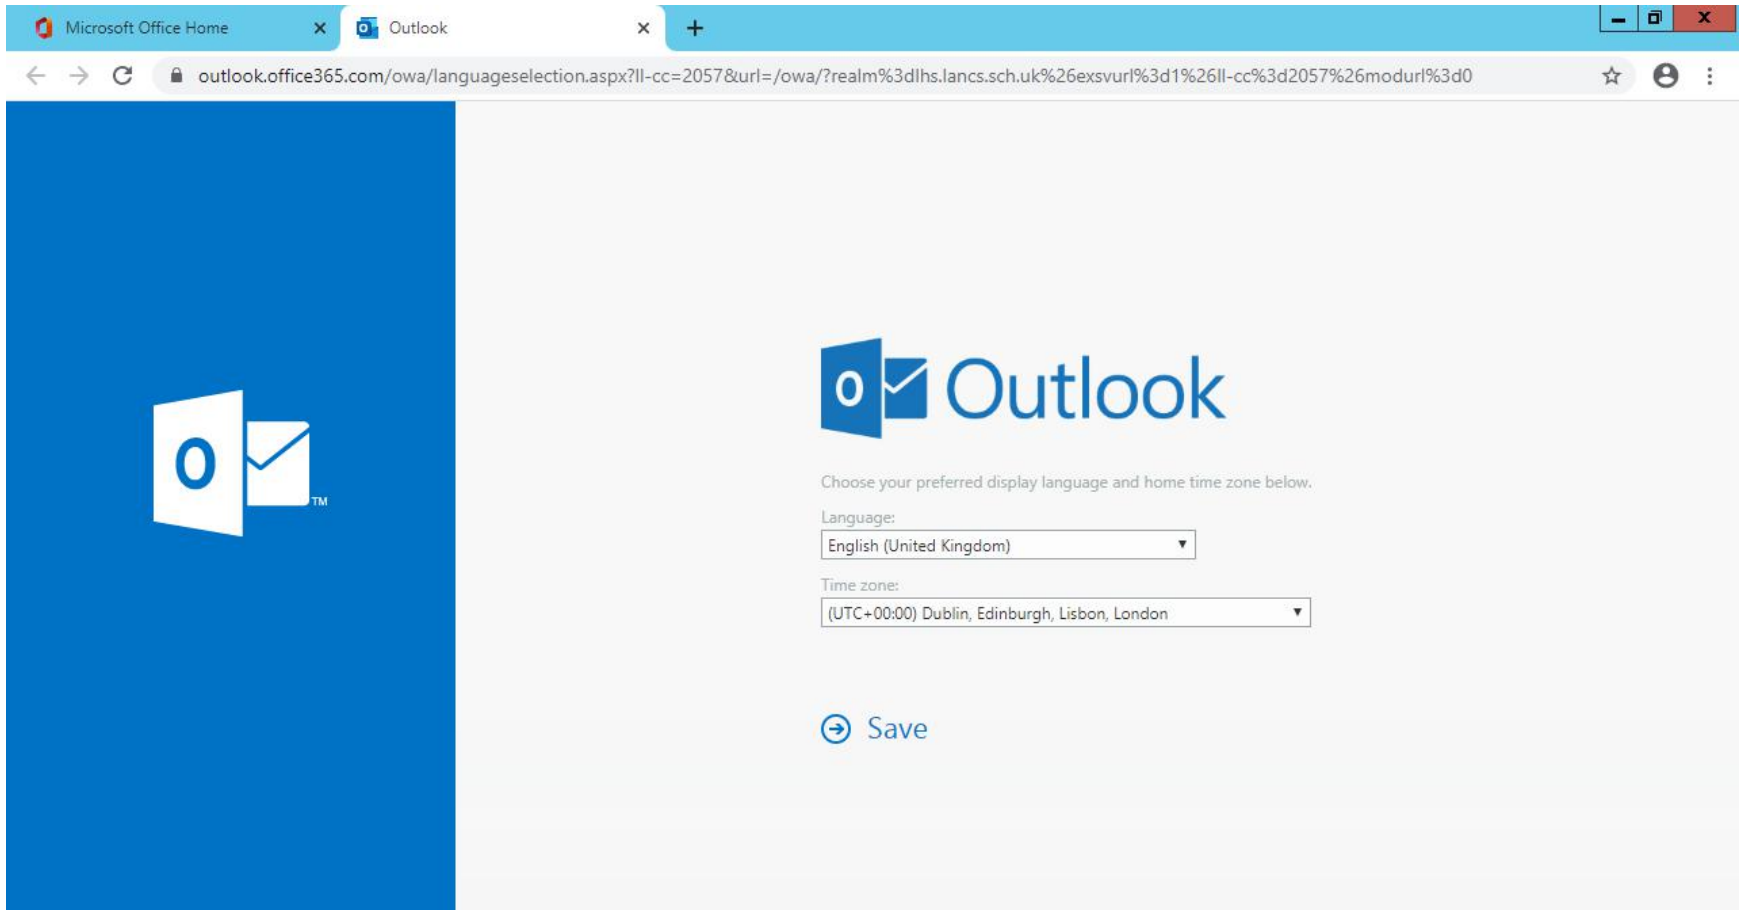 Microsoft Office Home
Outlook
outlook.office365.com/owa/languageselection.aspx?ll-cc=2057&url=/owa/?realm%3dlhs.lancs.sch.uk%26exsvurl%3d1%26ll-cc%3d2057%26modurl%3d0
O
TM
O Outlook
Choose your preferred display language and home time zone below.
Language:
English (United Kingdom)
Time zone:
(UTC+00:00) Dublin, Edinburgh, Lisbon, London
Save